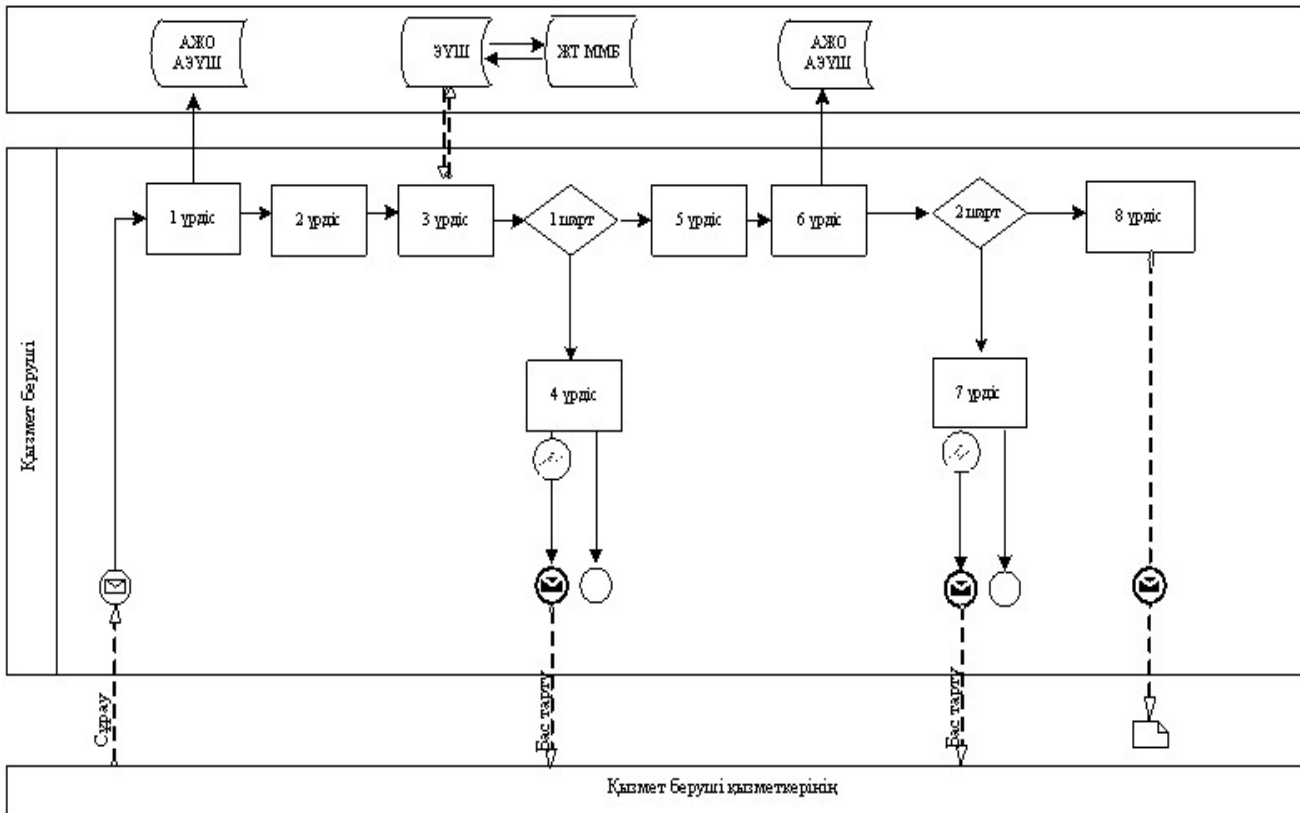 АЖО
АЭҮШ
ЭҮШ
ЖТ ММБ
АЖО
АЭҮШ
1 үрдіс
2 үрдіс
3 үрдіс
1 шарт
5 үрдіс
6 үрдіс
2 шарт
8 үрдіс
4 үрдіс
7 үрдіс
Қызмет беруші
Сұрау
Бас тарту
Бас тарту
Қызмет беруші қызметкерінің